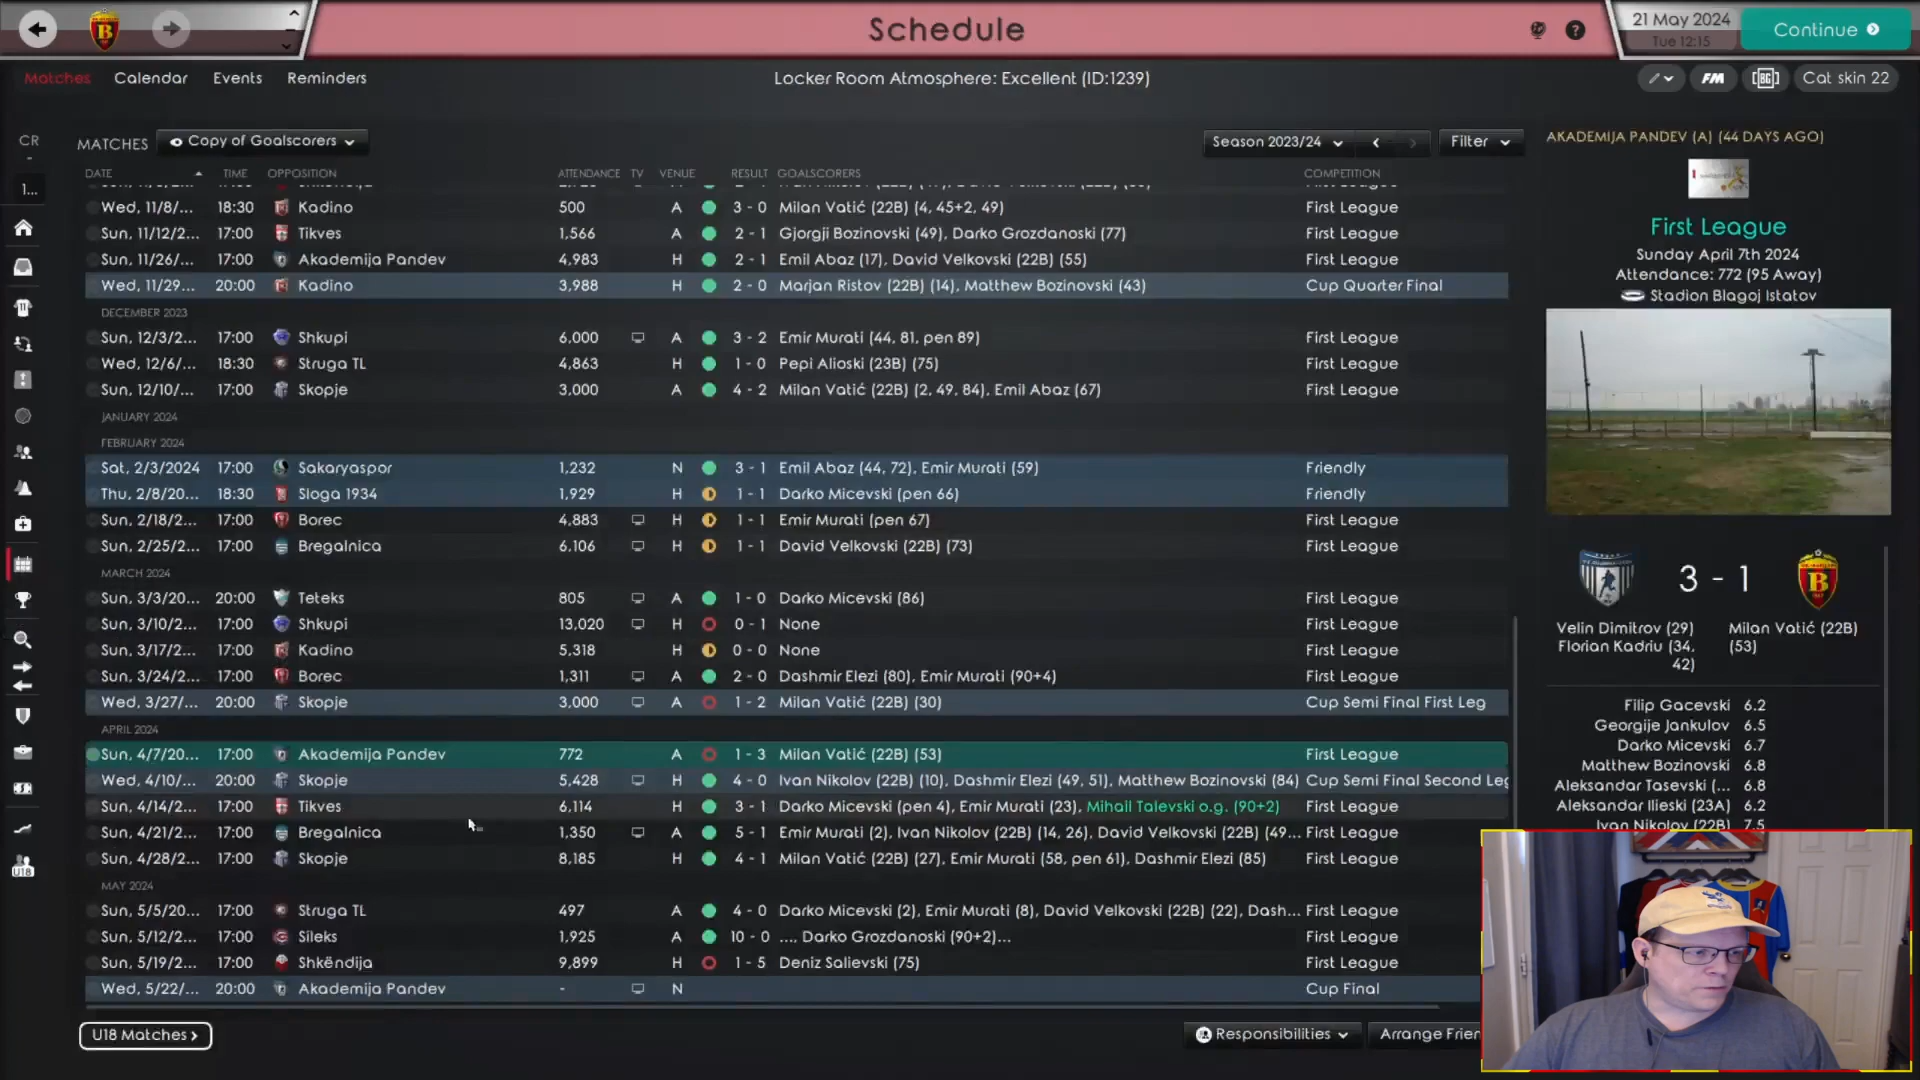 Schedule
21 May 2024
Tue 12:15
Continue
Matches Calendar Events Reminders
Locker Room Atmosphere: Excellent (ID:1239)
FM BG Cat skin 22
CR
-
1...
MATCHES Copy of Goalscorers
Season 2023/24 Filter
DATE TIME OPPOSITION ATTENDANCE TV VENUE RESULT GOALSCORERS COMPETITION
Wed, 11/8/... 18:30 Kadino 500 A 3 - 0 Milan Vatić (22B) (4, 45+2, 49) First League
Sun, 11/12/2... 17:00 Tikves 1,566 A 2 - 1 Gjorgji Bozinovski (49), Darko Grozdanoski (77) First League
Sun, 11/26/... 17:00 Akademija Pandev 4,983 H 2 - 1 Emil Abaz (17), David Velkovski (22B) (55) First League
Wed, 11/29... 20:00 Kadino 3,988 H 2 - 0 Marjan Ristov (22B) (14), Matthew Bozinovski (43) Cup Quarter Final
DECEMBER 2023
Sun, 12/3/2... 17:00 Shkupi 6,000 A 3 - 2 Emir Murati (44, 81, pen 89) First League
Wed, 12/6/... 18:30 Struga TL 4,863 H 1 - 0 Pepi Alioski (23B) (75) First League
Sun, 12/10/... 17:00 Skopje 3,000 A 4 - 2 Milan Vatić (22B) (2, 49, 84), Emil Abaz (67) First League
JANUARY 2024
FEBRUARY 2024
Sat, 2/3/2024 17:00 Sakaryaspor 1,232 N 3 - 1 Emil Abaz (44, 72), Emir Murati (59) Friendly
Thu, 2/8/20... 18:30 Sloga 1934 1,929 H 1 - 1 Darko Micevski (pen 66) Friendly
Sun, 2/18/2... 17:00 Borec 4,883 H 1 - 1 Emir Murati (pen 67) First League
Sun, 2/25/2... 17:00 Bregalnica 6,106 H 1 - 1 David Velkovski (22B) (73) First League
MARCH 2024
Sun, 3/3/20... 20:00 Teteks 805 A 1 - 0 Darko Micevski (86) First League
Sun, 3/10/2... 17:00 Shkupi 13,020 H 0 - 1 None First League
Sun, 3/17/2... 17:00 Kadino 5,318 H 0 - 0 None First League
Sun, 3/24/2... 17:00 Borec 1,311 A 2 - 0 Dashmir Elezi (80), Emir Murati (90+4) First League
Wed, 3/27/... 20:00 Skopje 3,000 A 1 - 2 Milan Vatić (22B) (30) Cup Semi Final First Leg
APRIL 2024
Sun, 4/7/20... 17:00 Akademija Pandev 772 A 1 - 3 Milan Vatić (22B) (53) First League
Wed, 4/10/... 20:00 Skopje 5,428 H 4 - 0 Ivan Nikolov (22B) (10), Dashmir Elezi (49, 51), Matthew Bozinovski (84) Cup Semi Final Second Leg
Sun, 4/14/2... 17:00 Tikves 6,114 H 3 - 1 Darko Micevski (pen 4), Emir Murati (23), Mihail Talevski o.g. (90+2) First League
Sun, 4/21/2... 17:00 Bregalnica 1,350 A 5 - 1 Emir Murati (2), Ivan Nikolov (22B) (14, 26), David Velkovski (22B) (49... First League
Sun, 4/28/... 17:00 Skopje 8,185 H 4 - 1 Milan Vatić (22B) (27), Emir Murati (58, pen 61), Dashmir Elezi (85) First League
MAY 2024
Sun, 5/5/20... 17:00 Struga TL 497 A 4 - 0 Darko Micevski (2), Emir Murati (8), David Velkovski (22B) (22), Dash... First League
Sun, 5/12/2... 17:00 Sileks 1,925 A 10 - 0 ...., Darko Grozdanoski (90+2)... First League
Sun, 5/19/2... 17:00 Shkëndija 9,899 H 1 - 5 Deniz Salievski (75) First League
Wed, 5/22/... 20:00 Akademija Pandev - N Cup Final
U18 Matches >
Responsibilities Arrange Frien
U18
AKADEMIJA PANDEV (A) (44 DAYS AGO)
First League
Sunday April 7th 2024
Attendance: 772 (95 Away)
Stadion Blagoj Istatov
3 - 1
Velin Dimitrov (29) Milan Vatić (22B)
Florian Kadriu (34, (53)
42)
Filip Gacevski 6.2
Georgije Jankulov 6.5
Darko Micevski 6.7
Matthew Bozinovski 6.8
Aleksandar Tasevski (... 6.8
Aleksandar Ilieski (23A) 6.2
Ivan Nikolov (22B) 7.5